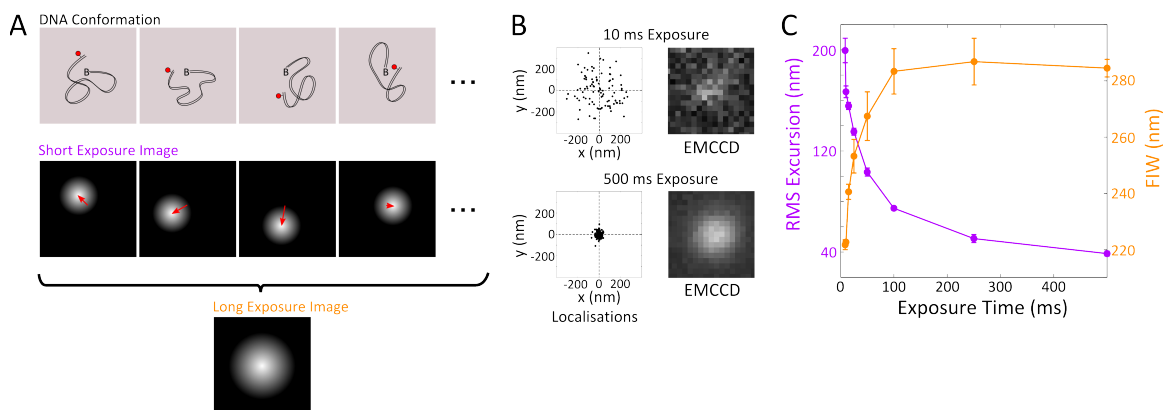 A
DNA Conformation
B
B
B
B
...
Short Exposure Image
...
Long Exposure Image
B
10 ms Exposure
y (nm)
200
0
-200
-200 0 200
x (nm)
EMCCD
500 ms Exposure
y (nm)
200
0
-200
-200 0 200
x (nm)
EMCCD
Localisations
C
RMS Excursion (nm)
200
120
40
0 100 200 300 400
Exposure Time (ms)
280
260
240
220
FIW (nm)